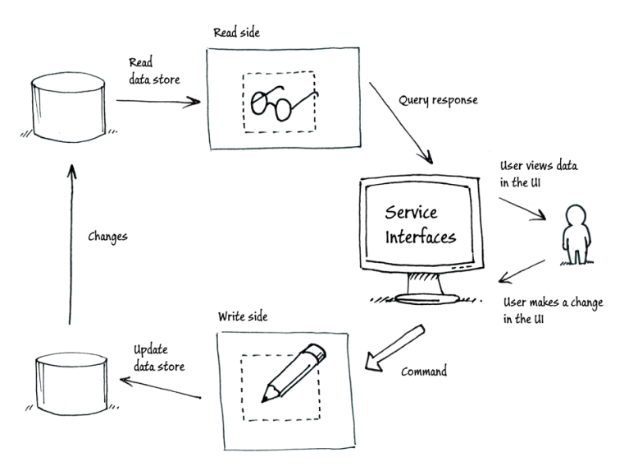 Read side
Read
data store
Query response
User views data
in the UI
Service
Interfaces
Changes
User makes a change
in the UI
Write side
Update
data store
Command